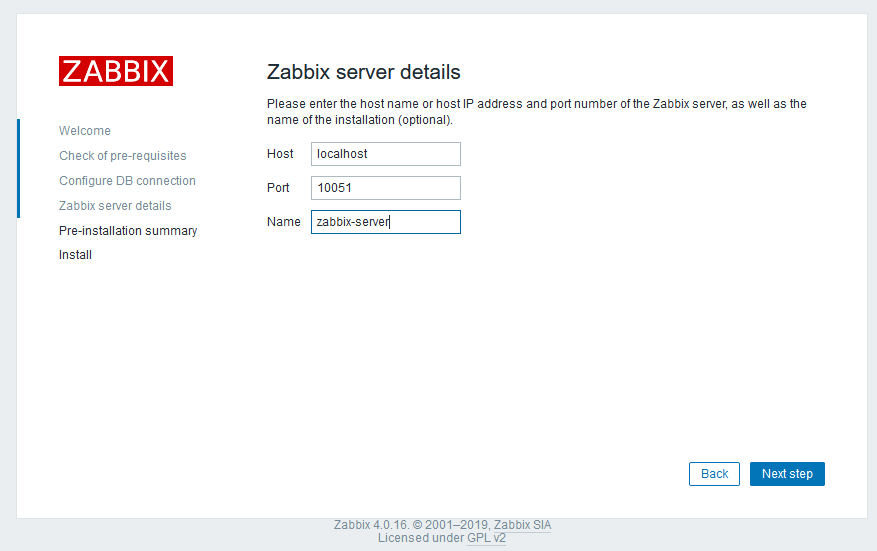 ZABBIX
Welcome
Check of pre-requisites
Configure DB connection
Zabbix server details
Pre-installation summary
Install
Zabbix server details
Please enter the host name or host IP address and port number of the Zabbix server, as well as the
name of the installation (optional).
Host localhost
Port 10051
Name zabbix-server
Back Next step
Zabbix 4.0.16. © 2001–2019, Zabbix SIA
Licensed under GPL v2